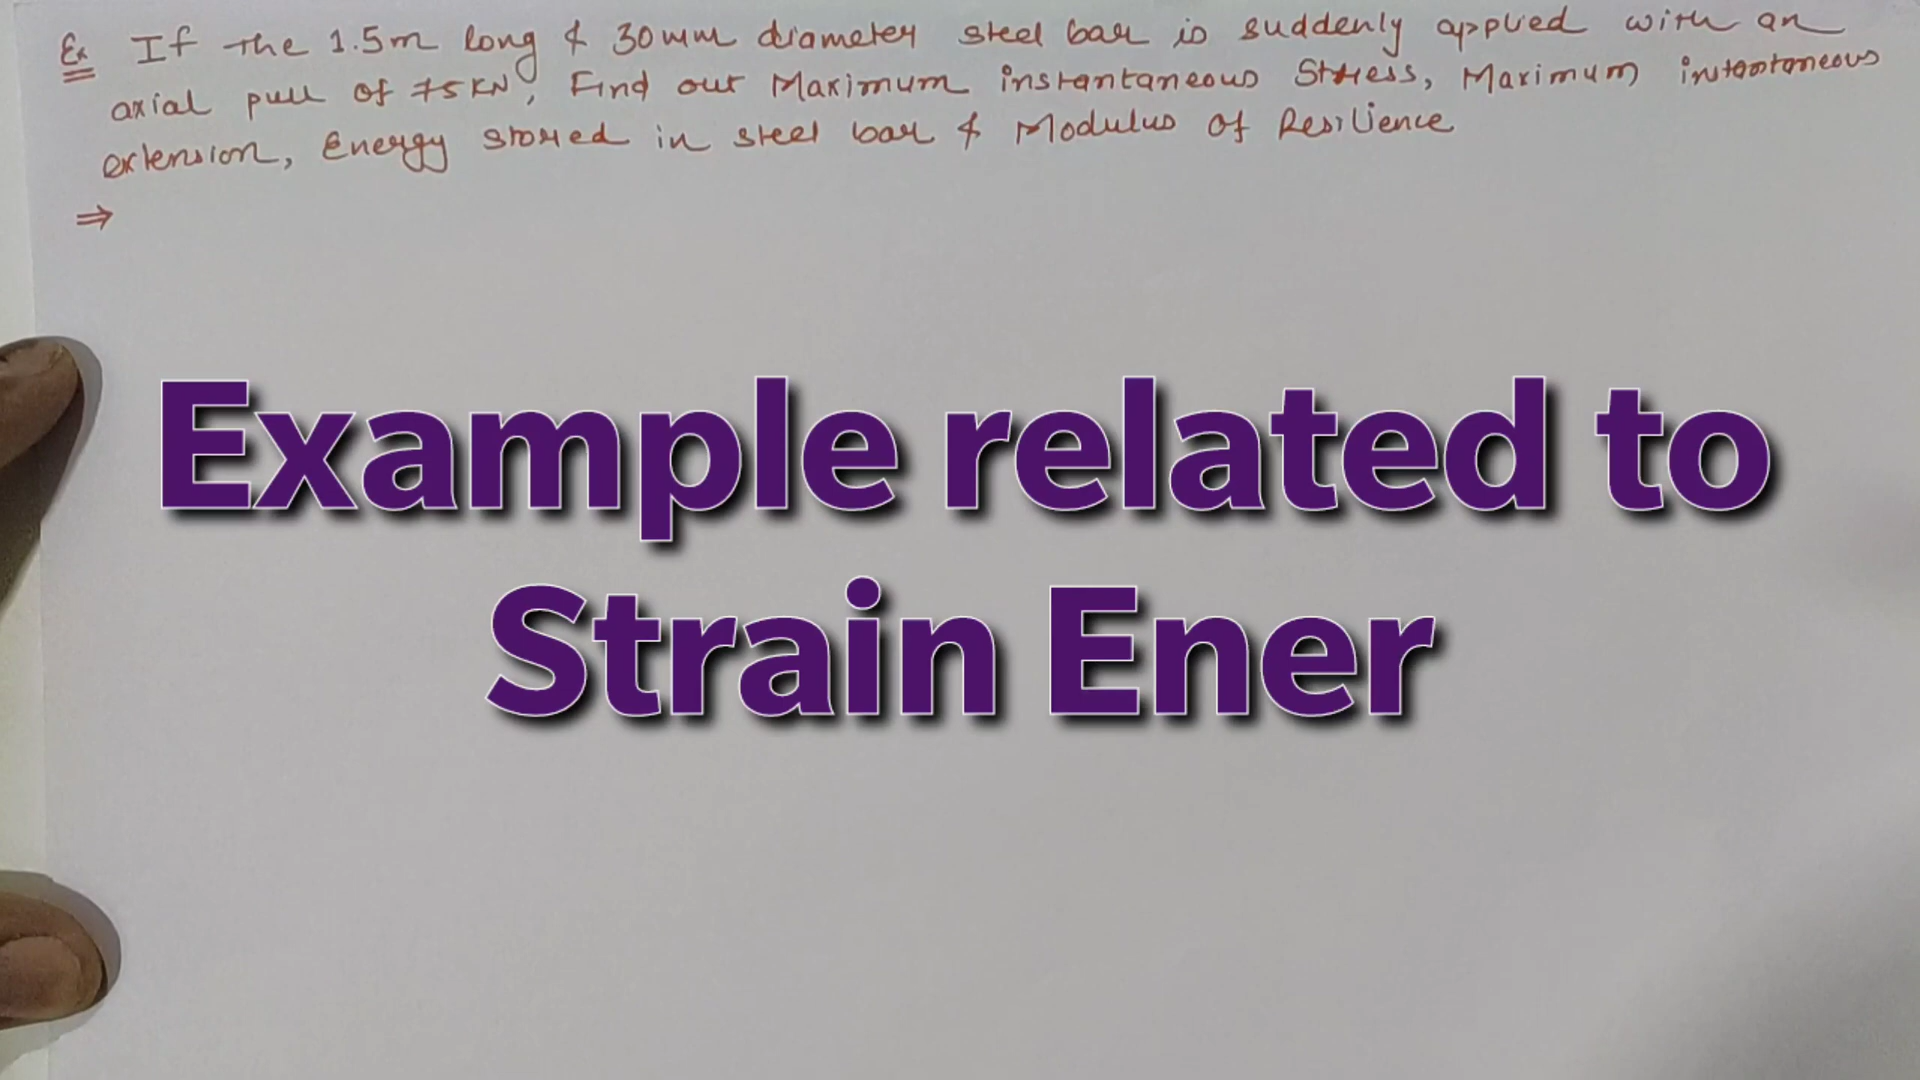 Ex If the 1.5m long & 30mm diameter steel bar is suddenly applied with an
axial pull of 75 KN, Find out Maximum instantaneous Stress, Maximum instantaneous
extension, Energy stored in steel bar & Modulus of Resilience
⇒
Example related to
Strain Ener